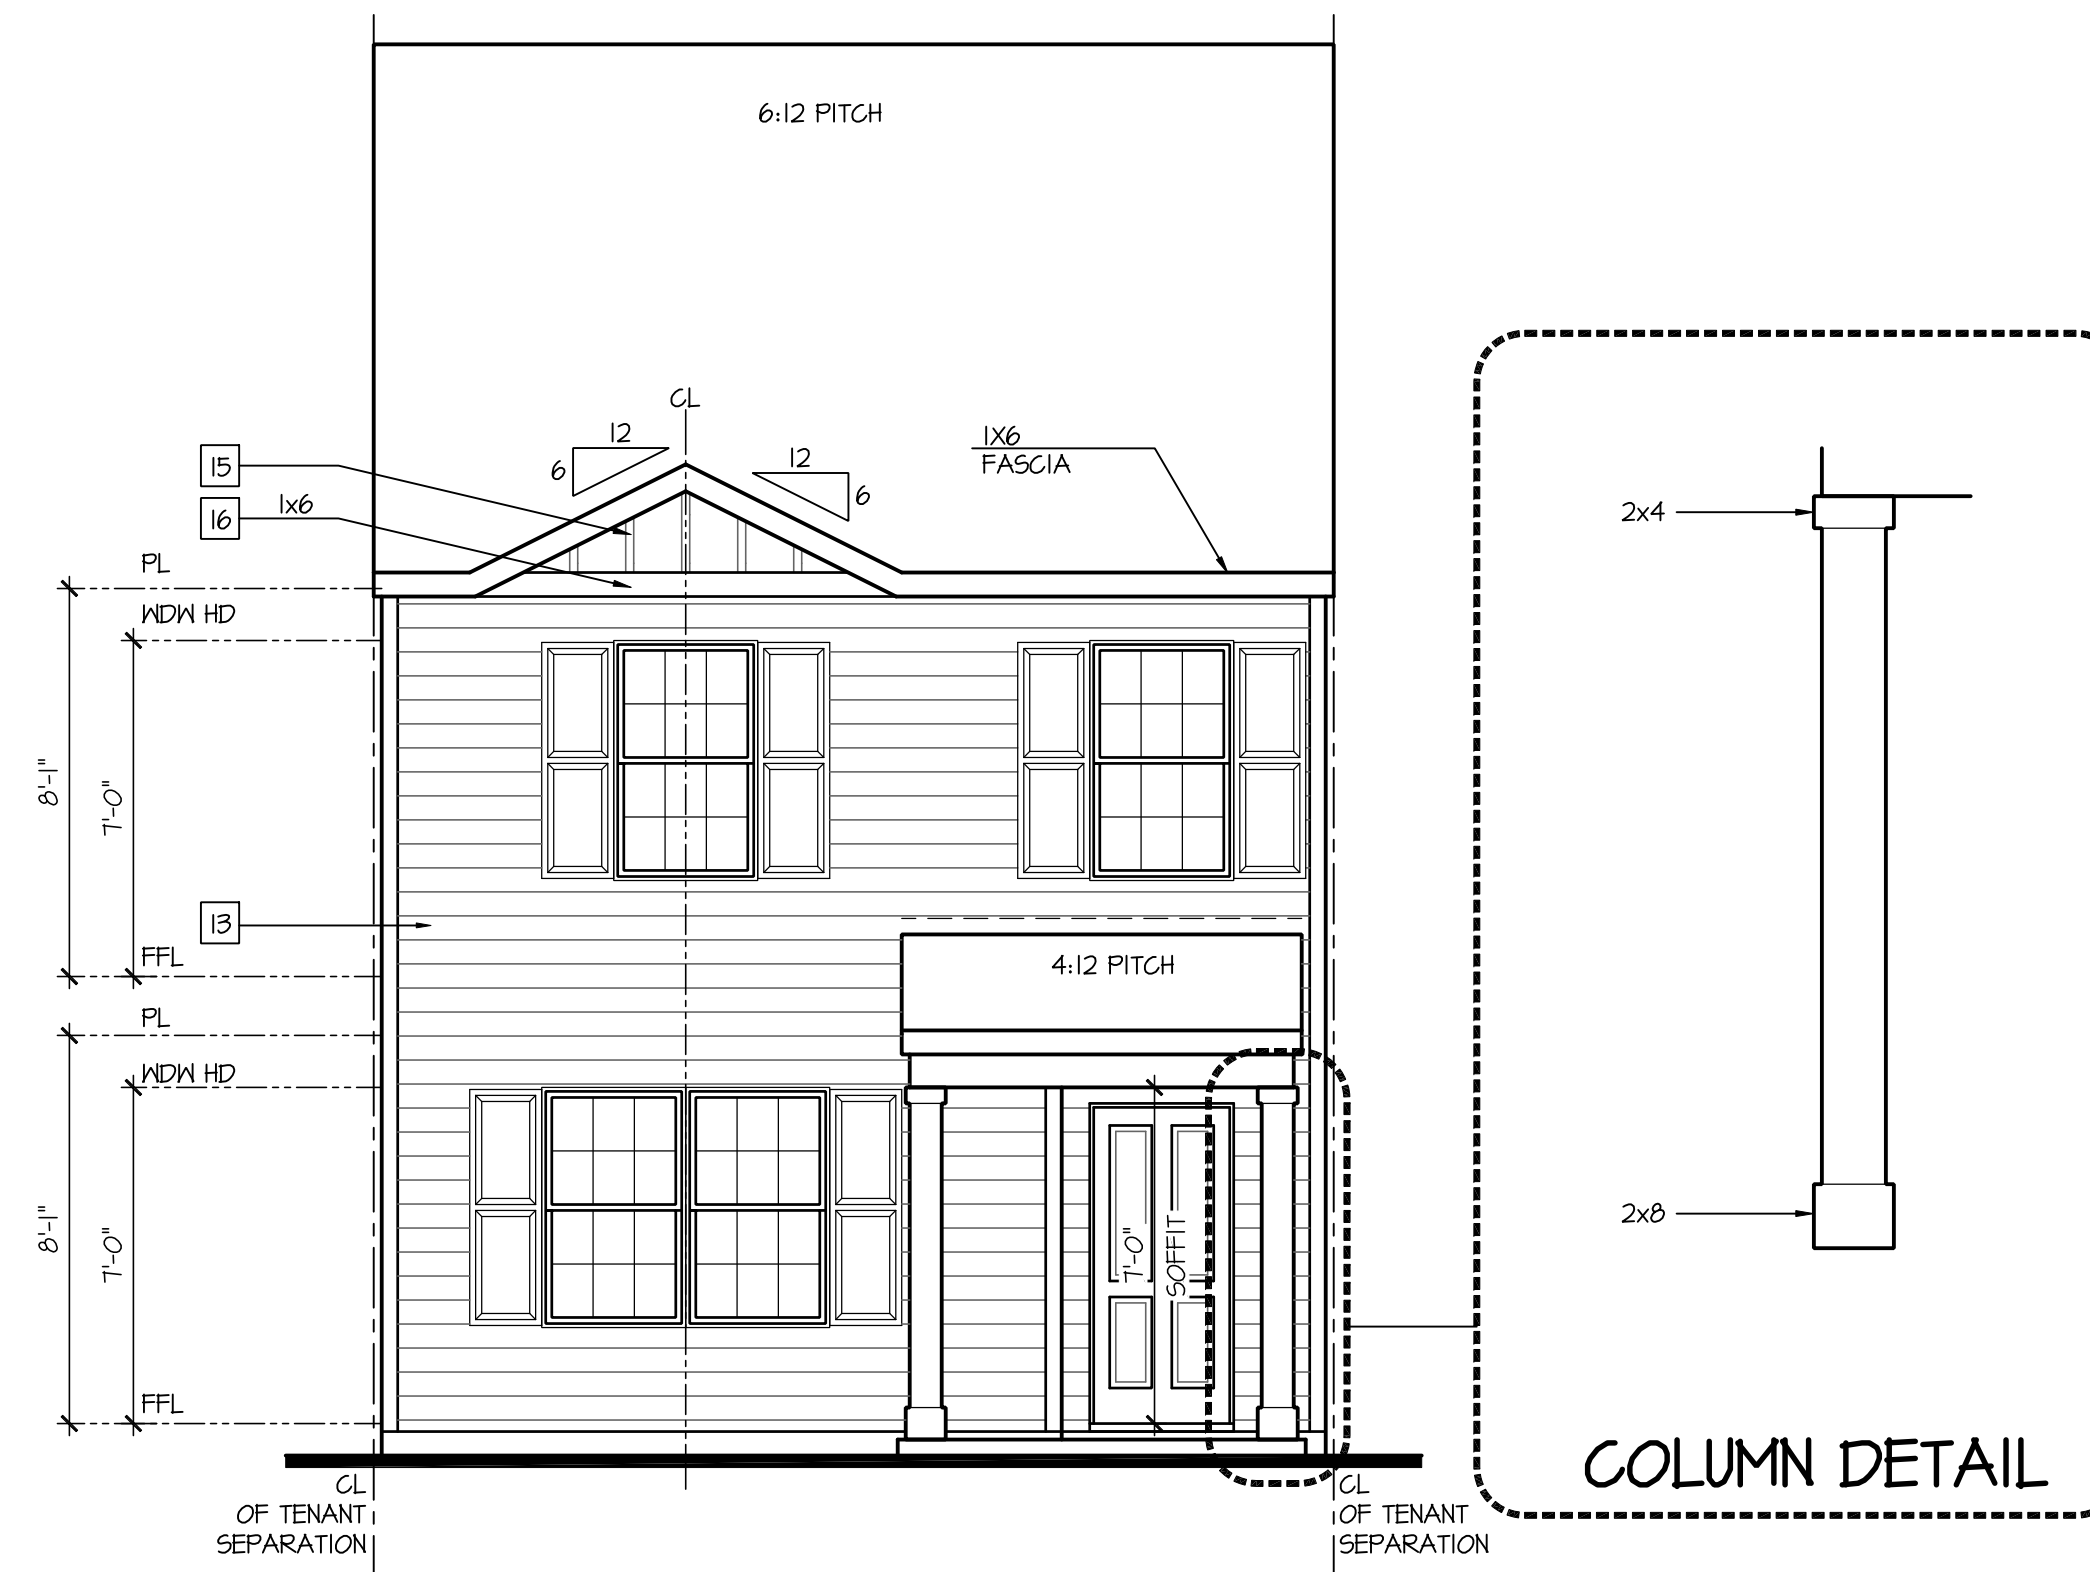 6:12 PITCH
CL
12
6
12
6
1X6
FASCIA
15
16
1x6
PL
WDW HD
8'-1"
7'-0"
13
FFL
4:12 PITCH
PL
WDW HD
8'-1"
7'-0"
7'-0"
SOFFIT
FFL
CL
OF TENANT
SEPARATION
CL
OF TENANT
SEPARATION
2x4
2x8
COLUMN DETAIL